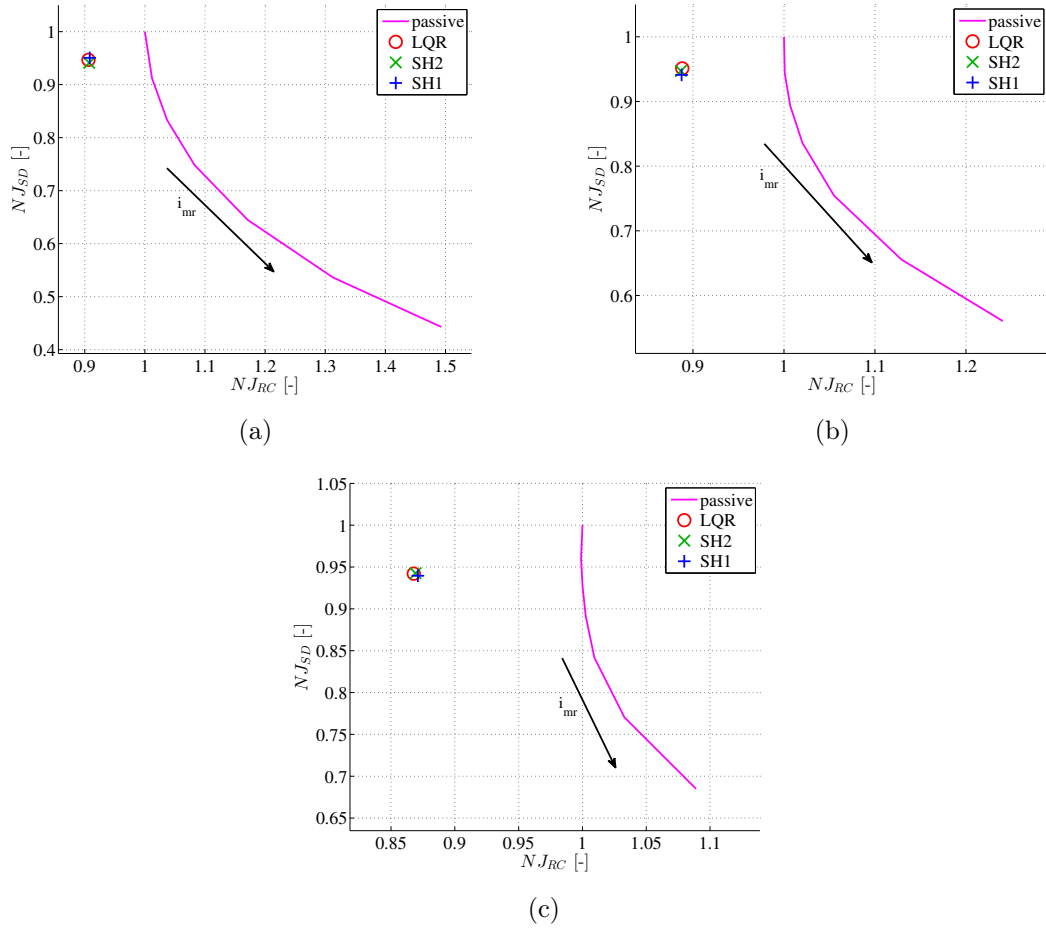 1
0.9
0.8
0.7
0.6
0.5
0.4
NJ_SD [-]
0.9
1
1.1
1.2
1.3
1.4
1.5
NJ_RC [-]
i_mr
passive
LQR
SH2
SH1
(a)
1
0.9
0.8
0.7
0.6
NJ_SD [-]
0.9
1
1.1
1.2
NJ_RC [-]
i_mr
passive
LQR
SH2
SH1
(b)
1.05
1
0.95
0.9
0.85
0.8
0.75
0.7
0.65
NJ_SD [-]
0.85
0.9
0.95
1
1.05
1.1
NJ_RC [-]
i_mr
passive
LQR
SH2
SH1
(c)